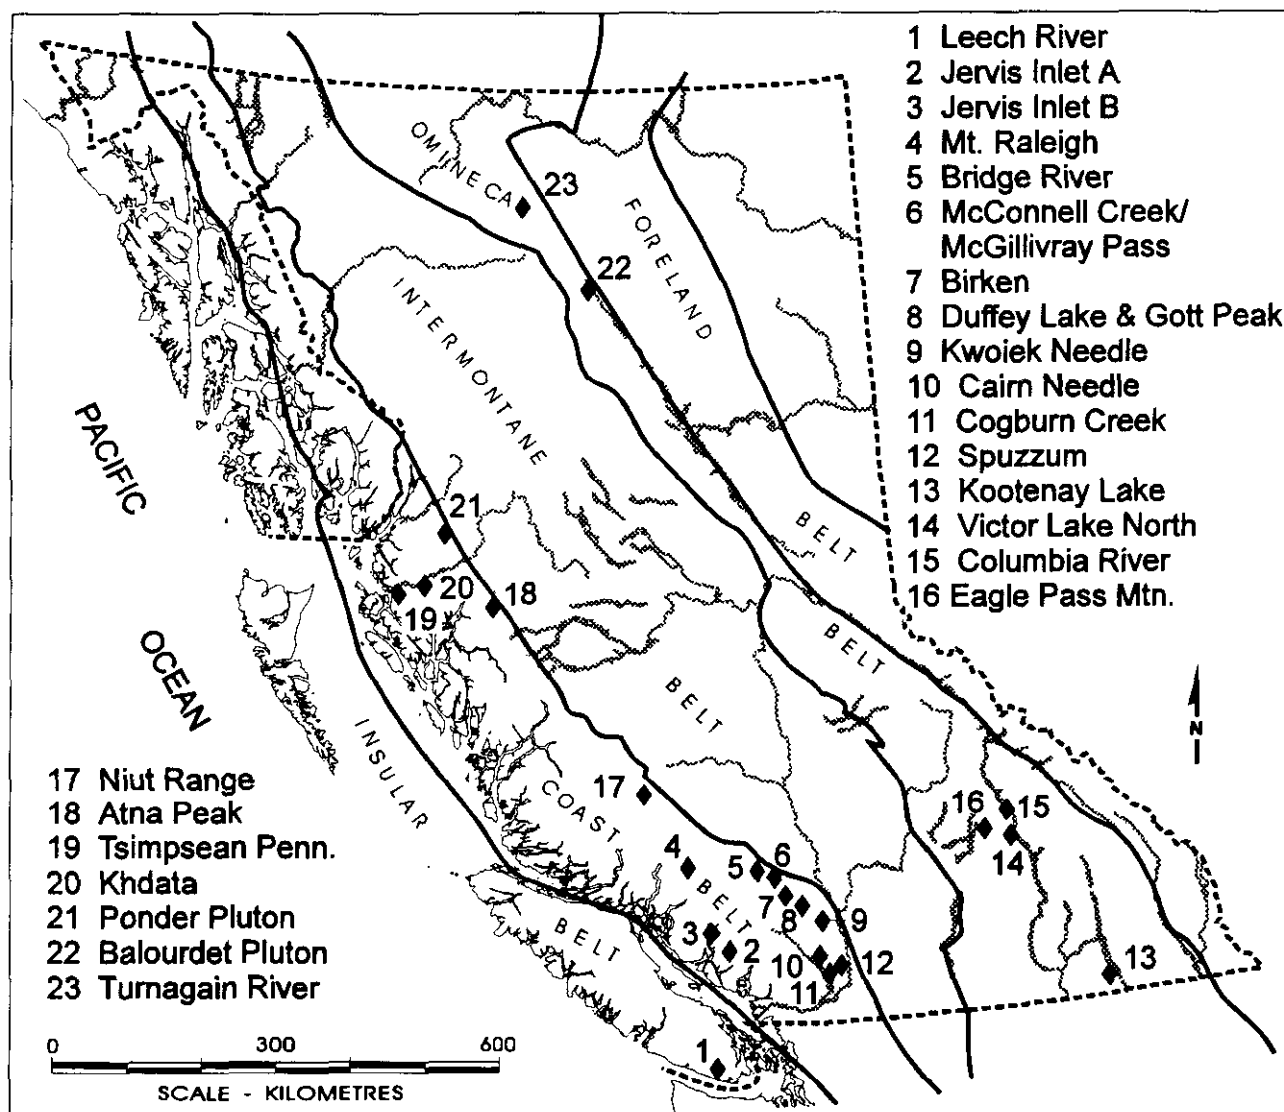 1 Leech River
2 Jervis Inlet A
3 Jervis Inlet B
4 Mt. Raleigh
5 Bridge River
6 McConnell Creek/
McGillivray Pass
7 Birken
8 Duffey Lake & Gott Peak
9 Kwoiek Needle
10 Cairn Needle
11 Cogburn Creek
12 Spuzzum
13 Kootenay Lake
14 Victor Lake North
15 Columbia River
16 Eagle Pass Mtn.
OMINECA
23
FORELAND
22
INTERMONTANE
PACIFIC
21
BELT
20
18
19
BELT
OCEAN
BELT
N
INSULAR
17 Niut Range
18 Atna Peak
19 Tsimpsean Penn.
20 Khdata
21 Ponder Pluton
22 Balourdet Pluton
23 Turnagain River
17
COAST
16
15
14
4
5
6
BELT
7
8
9
BELT
3
2
10
12
11
13
1
0 300 600
SCALE - KILOMETRES